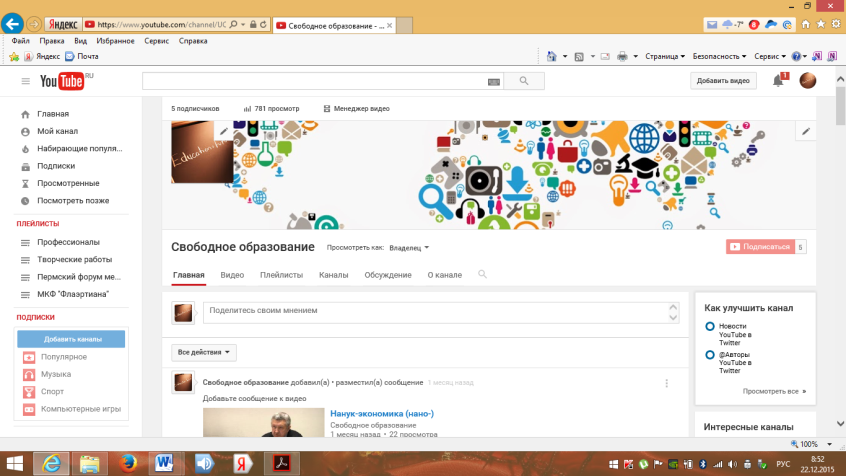 Яндекс https://www.youtube.com/channel/UC Свободное образование - ...
Файл Правка Вид Избранное Сервис Справка
Яндекс Почта Страница Безопасность Сервис
YouTube RU Добавить видео 1
Главная
Мой канал
Набирающие популя...
Подписки
Просмотренные
Посмотреть позже
ПЛЕЙЛИСТЫ
Профессионалы
Творческие работы
Пермский форум ме...
МКФ "Флаэртиана"
ПОДПИСКИ
Добавить каналы
Популярное
Музыка
Спорт
Компьютерные игры
5 подписчиков 781 просмотр Менеджер видео
Свободное образование Просмотреть как: Владелец Подписаться 5
Главная Видео Плейлисты Каналы Обсуждение О канале
Поделитесь своим мнением
Все действия
Свободное образование добавил(а) • разместил(а) сообщение 1 месяц назад
Добавьте сообщение к видео
Нанук-экономика (нано-)
Свободное образование
1 месяц назад • 22 просмотра
Как улучшить канал
Новости
YouTube в
Twitter
@Авторы
YouTube в
Twitter
Просмотреть все »
Интересные каналы
100%
РУС 8:52
22.12.2015